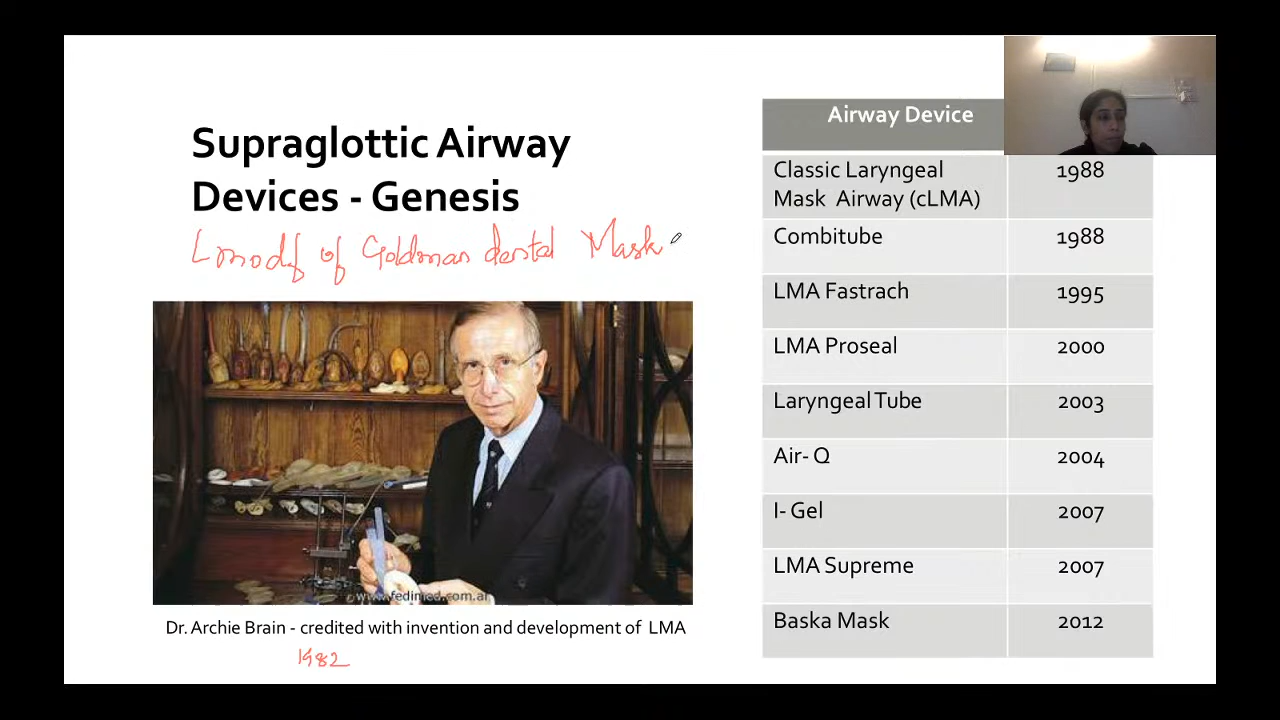 Supraglottic Airway
Devices - Genesis
modf of Goldman dental Mask
www.fedimed.com.ar
Dr. Archie Brain - credited with invention and development of LMA
1982
Airway Device
Classic Laryngeal 1988
Mask Airway (cLMA)
Combitube 1988
LMA Fastrach 1995
LMA Proseal 2000
Laryngeal Tube 2003
Air- Q 2004
I- Gel 2007
LMA Supreme 2007
Baska Mask 2012